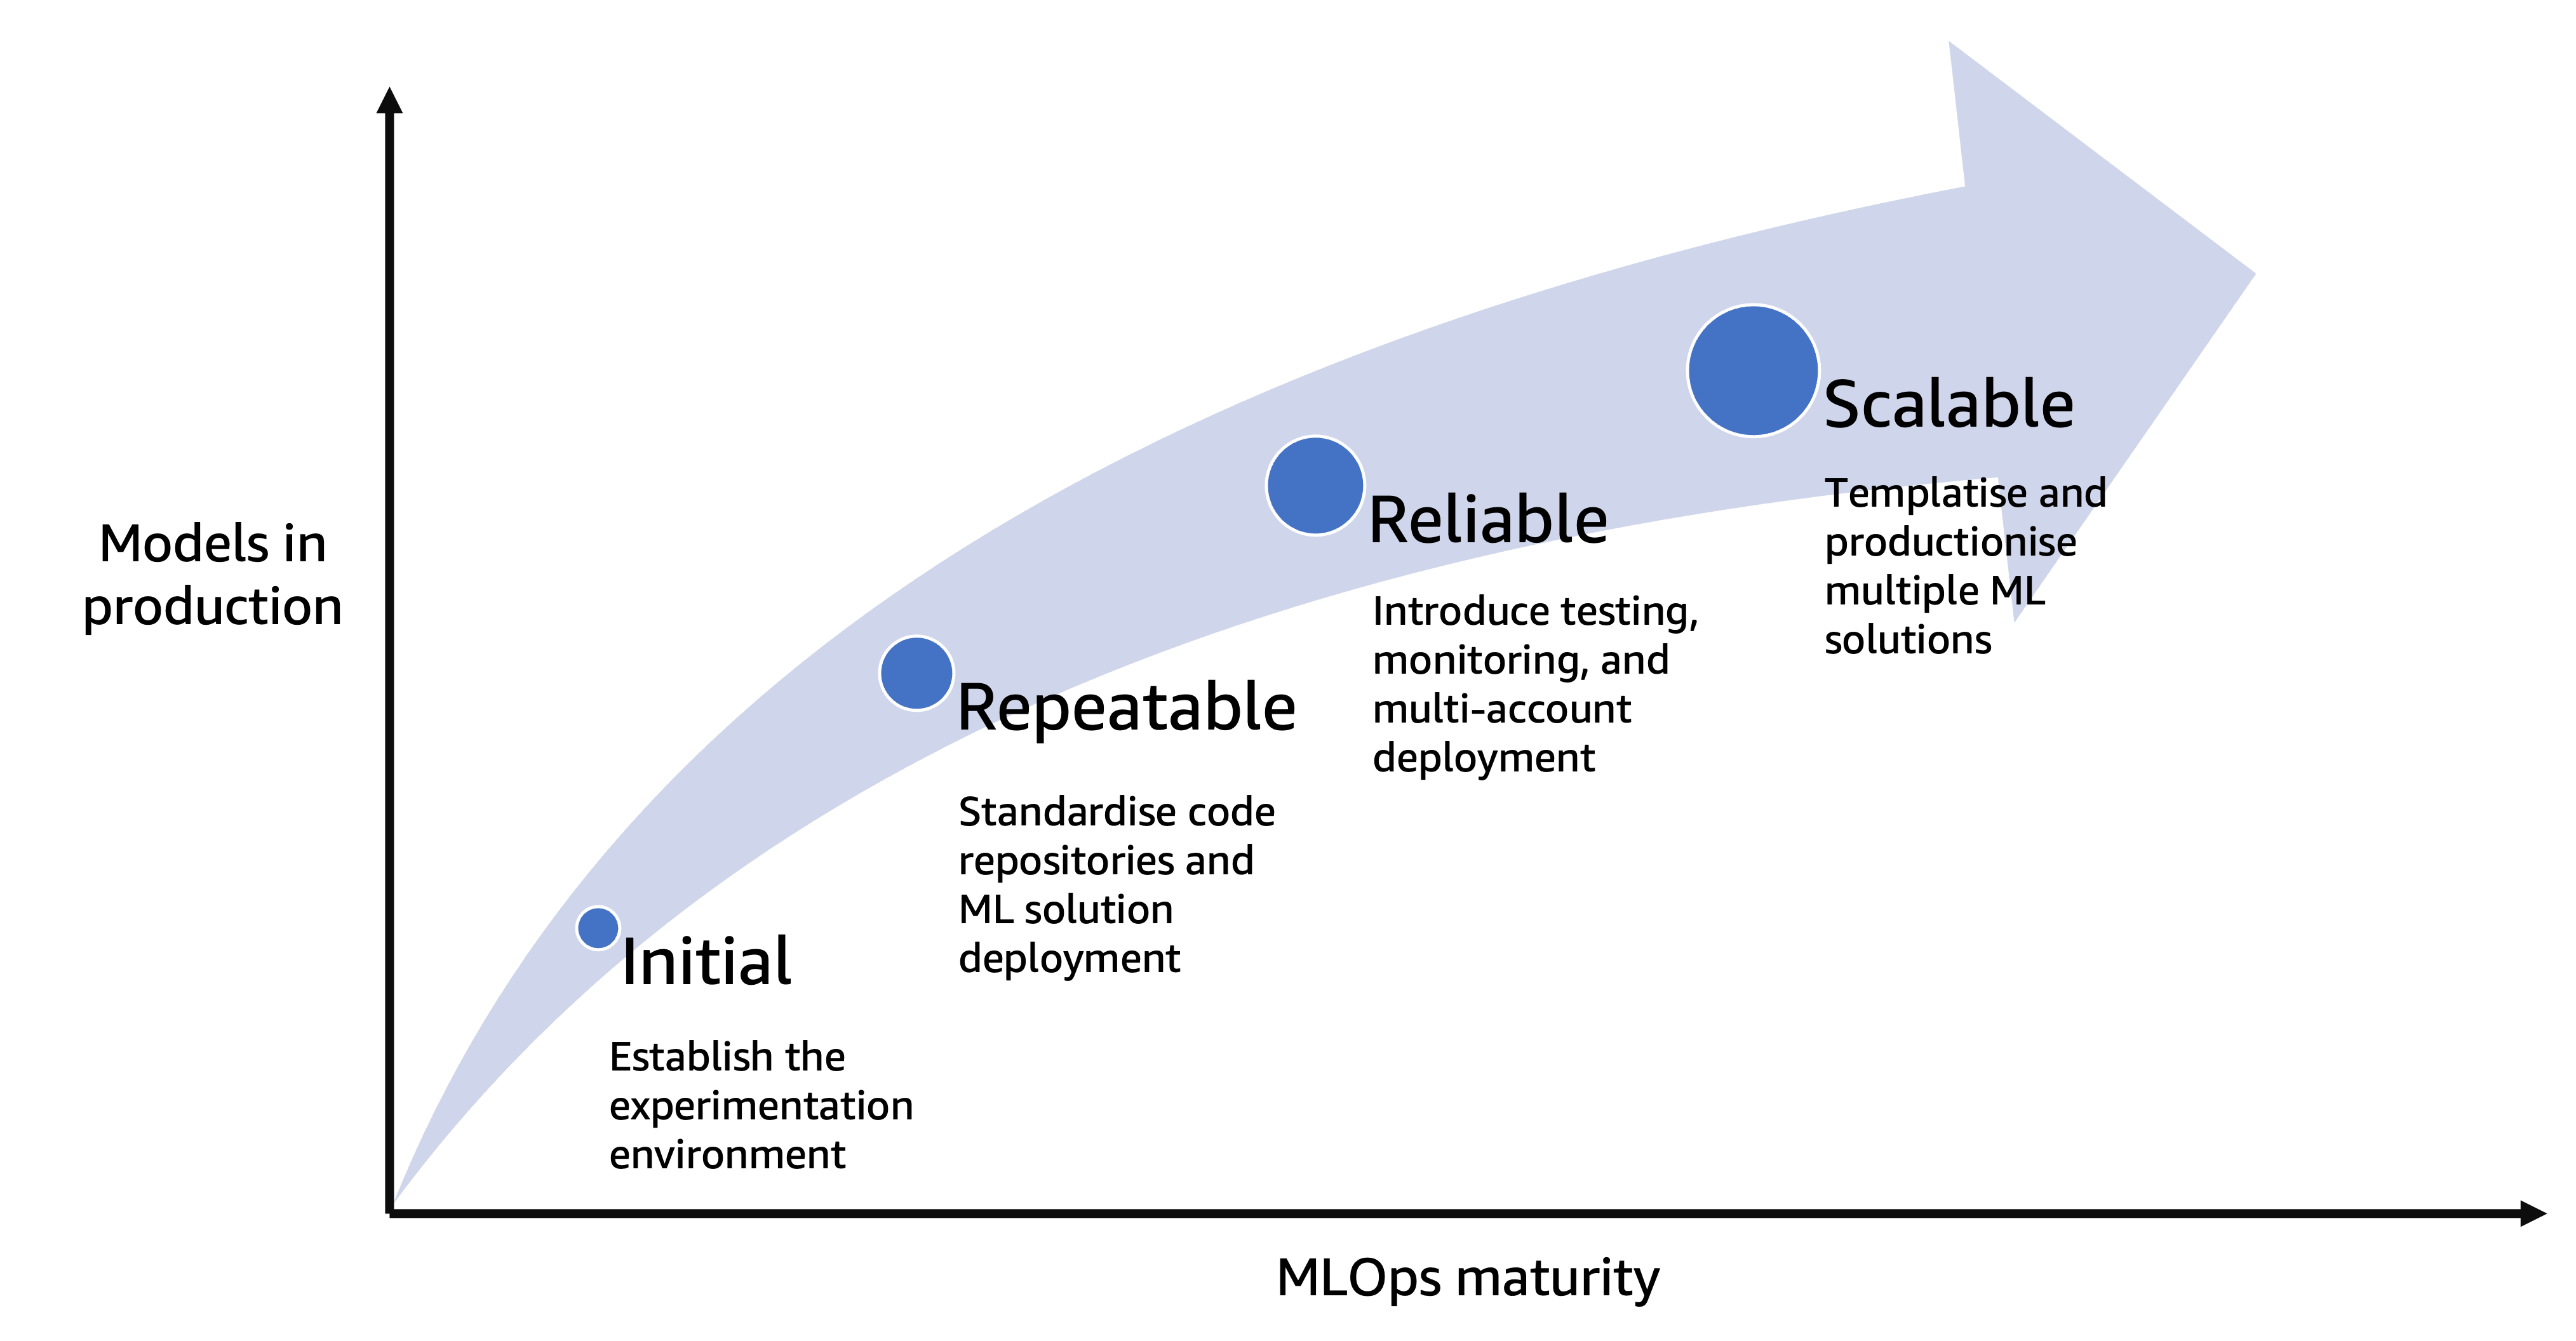 Models in
production
Initial
Establish the
experimentation
environment
Repeatable
Standardise code
repositories and
ML solution
deployment
Reliable
Introduce testing,
monitoring, and
multi-account
deployment
Scalable
Templatise and
productionise
multiple ML
solutions
MLOps maturity